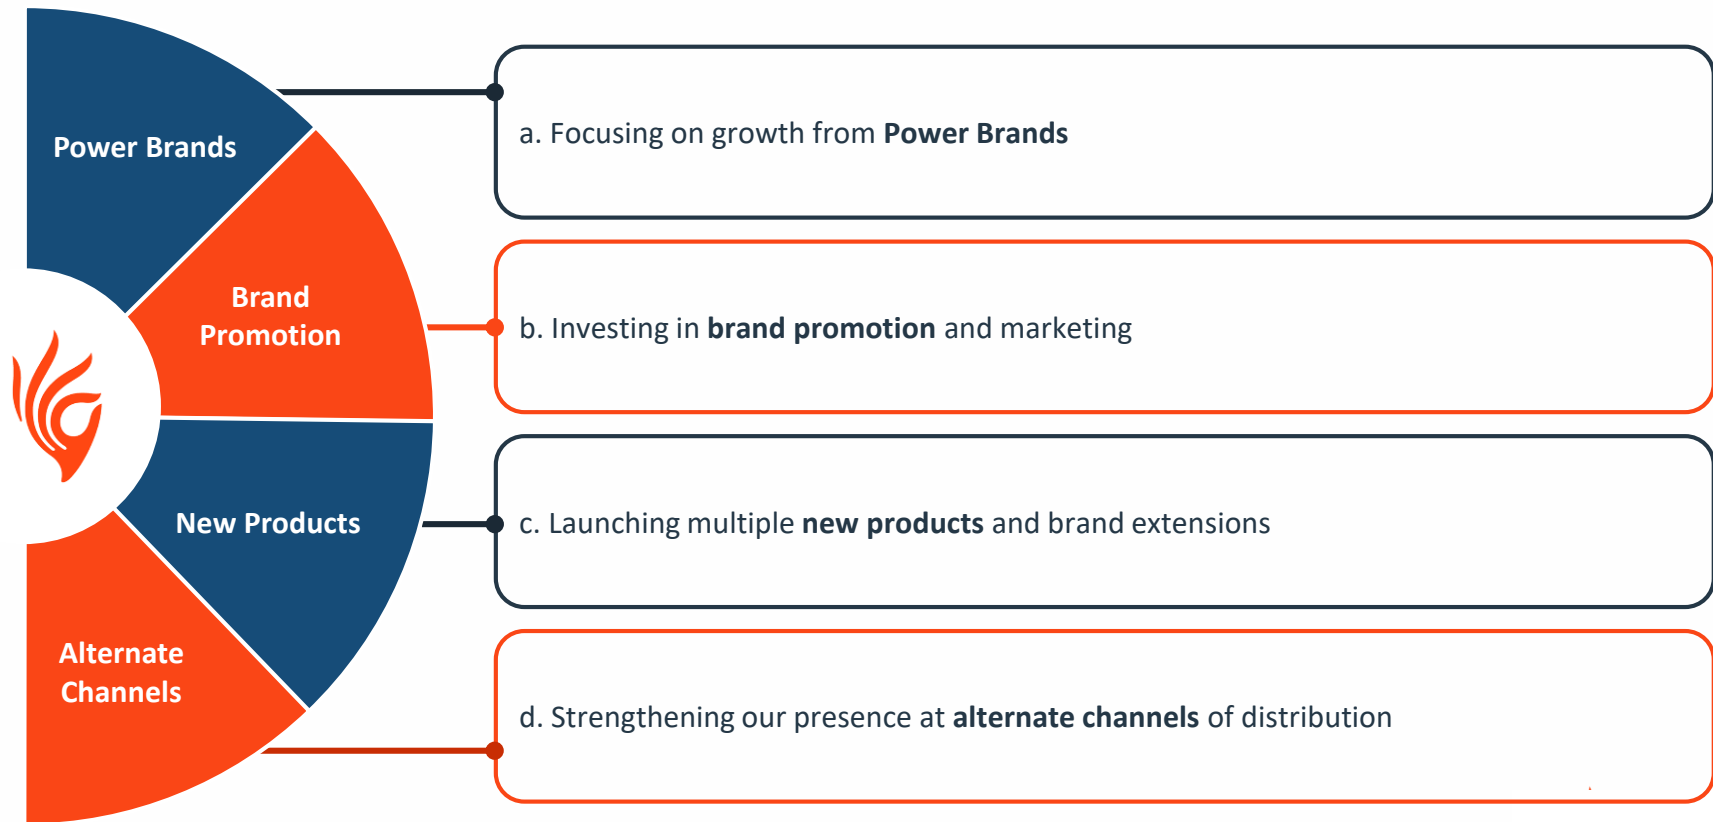 Power Brands
a. Focusing on growth from Power Brands
Brand
Promotion
b. Investing in brand promotion and marketing
New Products
c. Launching multiple new products and brand extensions
Alternate
Channels
d. Strengthening our presence at alternate channels of distribution